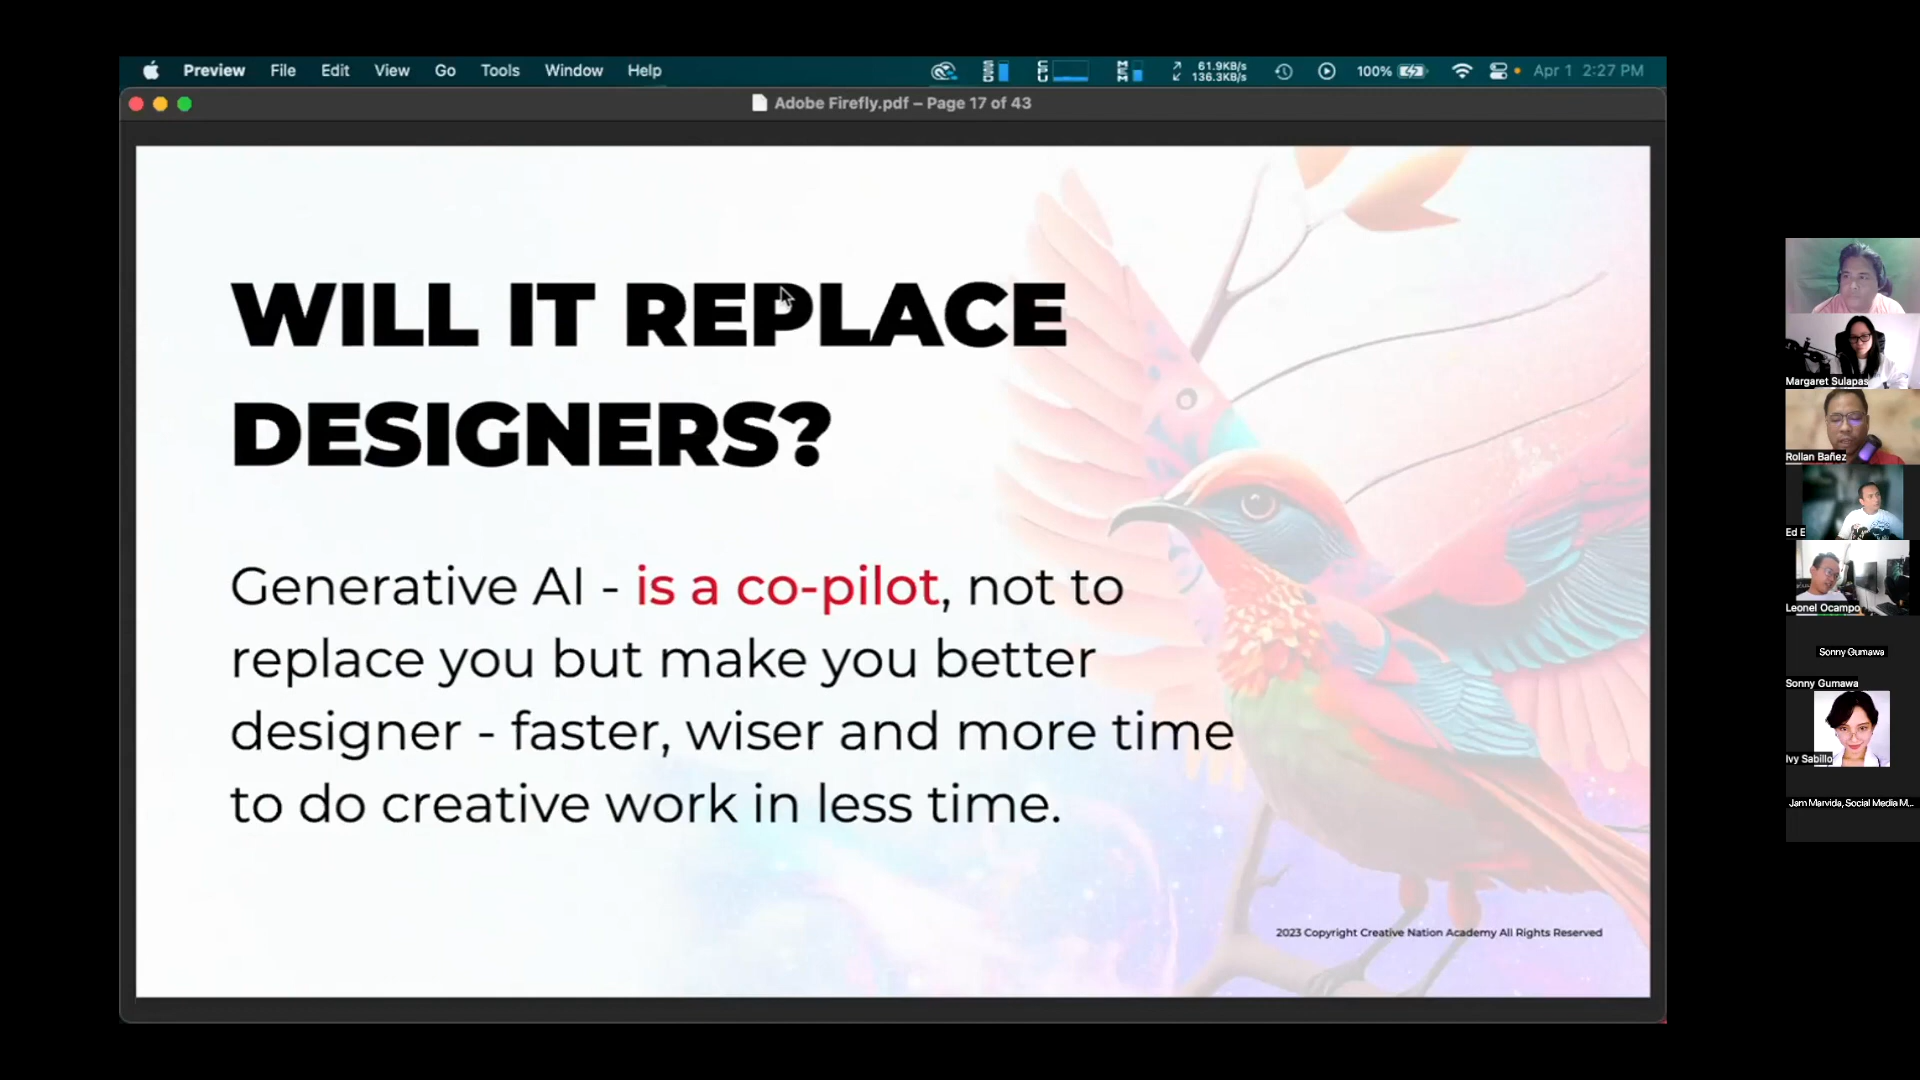 Preview File Edit View Go Tools Window Help
SSD CPU MEM 61.9KB/s 136.3KB/s 100% Apr 1 2:27 PM
Adobe Firefly.pdf – Page 17 of 43
WILL IT REPLACE
DESIGNERS?
Generative AI - is a co-pilot, not to
replace you but make you better
designer - faster, wiser and more time
to do creative work in less time.
2023 Copyright Creative Nation Academy All Rights Reserved
Margaret Sulapas
Rollan Bañez
Ed E
Leonel Ocampo
Sonny Gumawa
Sonny Gumawa
Ivy Sabillo
Jam Marvida, Social Media M...